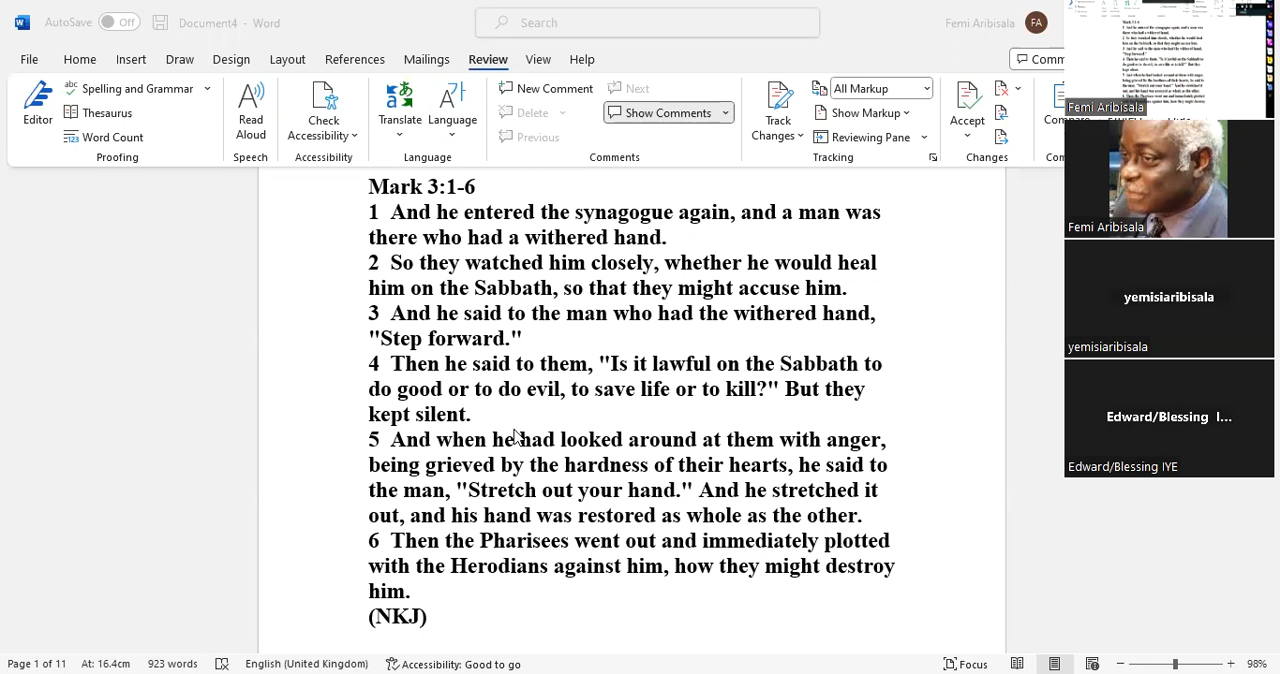 AutoSave Off Document4 - Word Search Femi Aribisala FA
File Home Insert Draw Design Layout References Mailings Review View Help Comm
Editor
abc Spelling and Grammar
Thesaurus
Word Count
Proofing
Read Aloud
Speech
Check Accessibility
Accessibility
Translate Language
Language
New Comment Next
Delete Show Comments
Previous
Comments
Track Changes
All Markup
Show Markup
Reviewing Pane
Tracking
Accept
Changes
Mark 3:1-6
1 And he entered the synagogue again, and a man was
there who had a withered hand.
2 So they watched him closely, whether he would heal
him on the Sabbath, so that they might accuse him.
3 And he said to the man who had the withered hand,
"Step forward."
4 Then he said to them, "Is it lawful on the Sabbath to
do good or to do evil, to save life or to kill?" But they
kept silent.
5 And when he had looked around at them with anger,
being grieved by the hardness of their hearts, he said to
the man, "Stretch out your hand." And he stretched it
out, and his hand was restored as whole as the other.
6 Then the Pharisees went out and immediately plotted
with the Herodians against him, how they might destroy
him.
(NKJ)
Femi Aribisala
Femi Aribisala
yemisiaribisala
yemisiaribisala
Edward/Blessing I...
Edward/Blessing IYE
Page 1 of 11 At: 16.4cm 923 words English (United Kingdom) Accessibility: Good to go Focus 98%